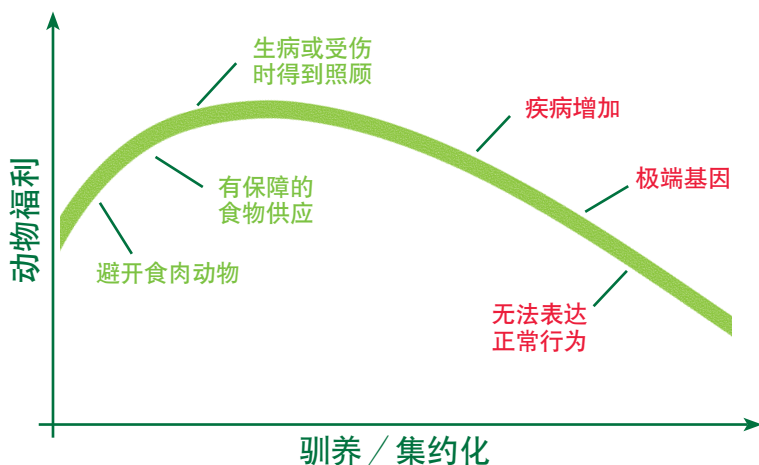 生病或受伤
时得到照顾
疾病增加
极端基因
有保障的
食物供应
动物福利
避开食肉动物
无法表达
正常行为
驯养／集约化